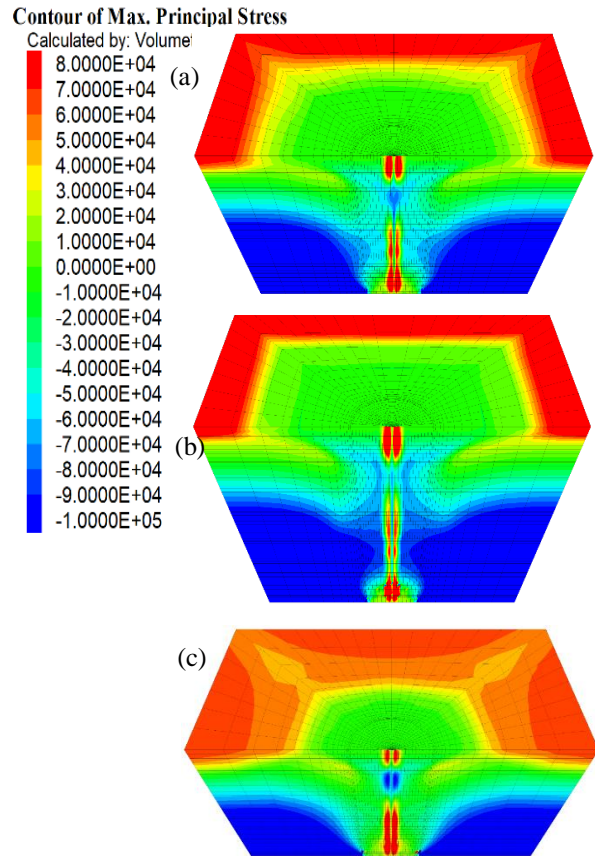 Contour of Max. Principal Stress
Calculated by: Volumet
8.0000E+04
7.0000E+04
6.0000E+04
5.0000E+04
4.0000E+04
3.0000E+04
2.0000E+04
1.0000E+04
0.0000E+00
-1.0000E+04
-2.0000E+04
-3.0000E+04
-4.0000E+04
-5.0000E+04
-6.0000E+04
-7.0000E+04
-8.0000E+04
-9.0000E+04
-1.0000E+05
(a)
(b)
(c)